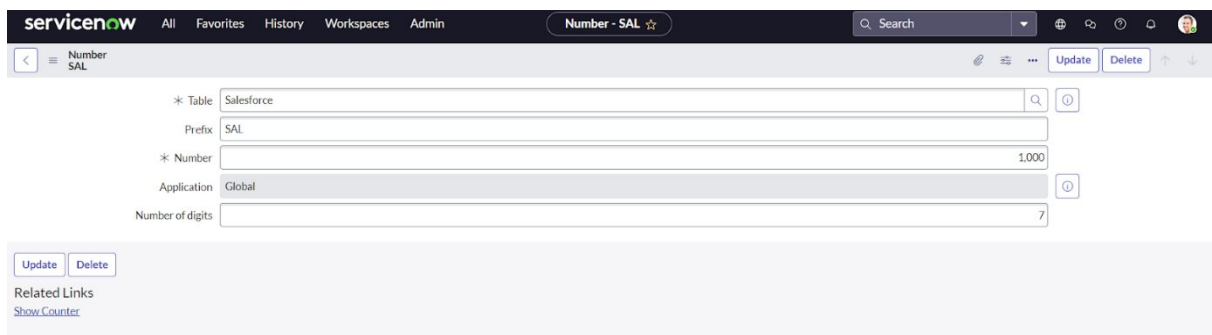 servicenow All Favorites History Workspaces Admin Number - SAL Search
Number
SAL
Update Delete
* Table Salesforce
Prefix SAL
* Number 1,000
Application Global
Number of digits 7
Update Delete
Related Links
Show Counter